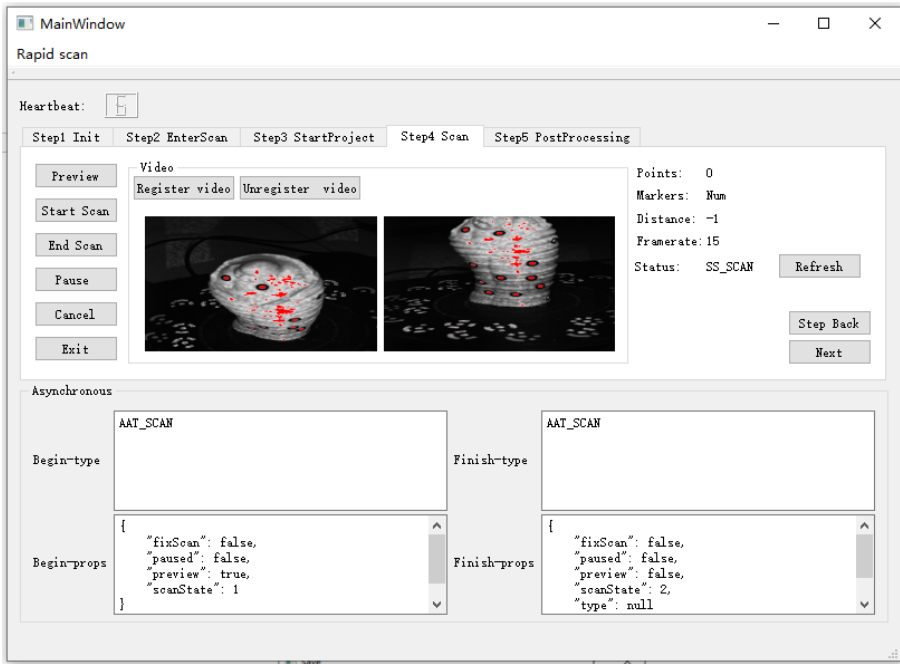 MainWindow
Rapid scan
Heartbeat: 6
Step1 Init Step2 EnterScan Step3 StartProject Step4 Scan Step5 PostProcessing
Preview
Start Scan
End Scan
Pause
Cancel
Exit
Video
Register video Unregister video
Points: 0
Markers: Num
Distance: -1
Framerate: 15
Status: SS_SCAN Refresh
Step Back
Next
Asynchronous
Begin-type
AAT_SCAN
Finish-type
AAT_SCAN
Begin-props
{
"fixScan": false,
"paused": false,
"preview": true,
"scanState": 1
}
Finish-props
{
"fixScan": false,
"paused": false,
"preview": false,
"scanState": 2,
"type": null